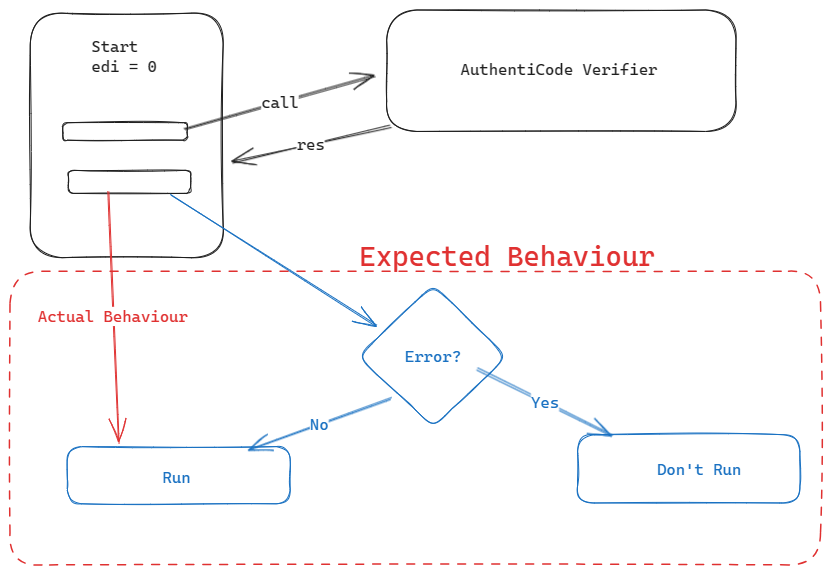 Start
edi = 0
AuthentiCode Verifier
call
res
Expected Behaviour
Actual Behaviour
Error?
No
Yes
Run
Don't Run